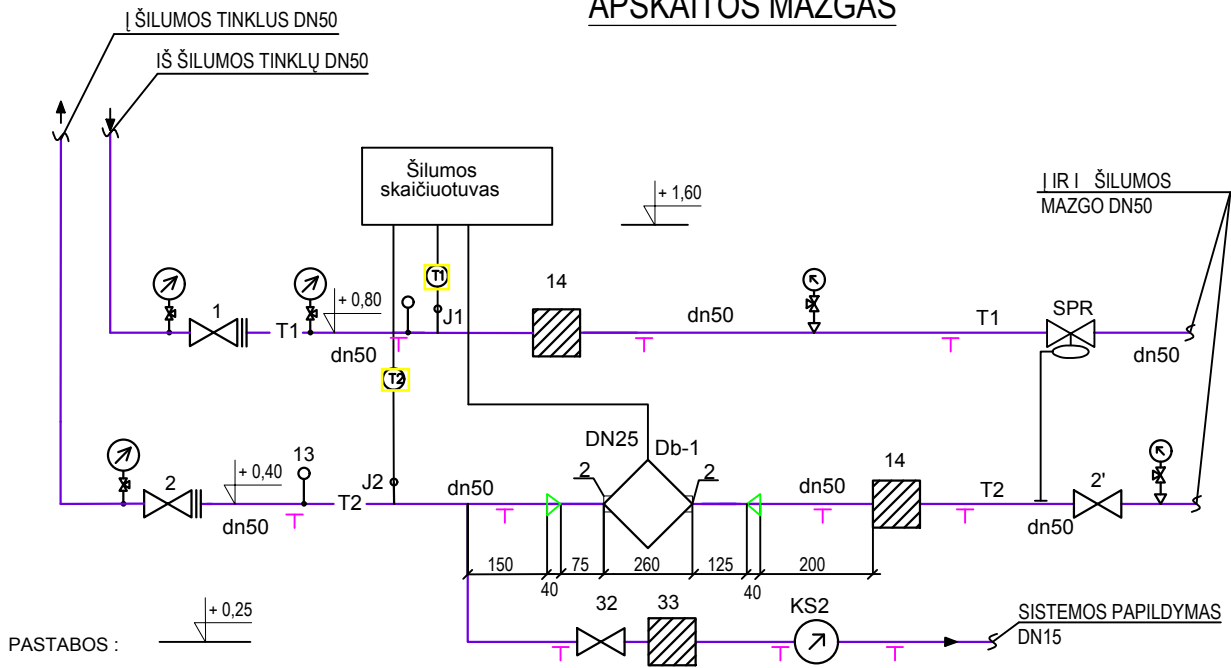 APSKAITOS MAZGAS
Į ŠILUMOS TINKLUS DN50
IŠ ŠILUMOS TINKLŲ DN50
Šilumos
skaičiuotuvas
+ 1,60
Į IR I ŠILUMOS
MAZGO DN50
1
T1
+ 0,80
dn50
T1
J1
14
dn50
T1
SPR
dn50
T2
DN25
Db-1
13
2
+ 0,40
dn50
T2
J2
dn50
2
2
dn50
14
T2
dn50
2'
150
40
75
260
125
40
200
32
33
KS2
SISTEMOS PAPILDYMAS
DN15
PASTABOS :
+ 0,25